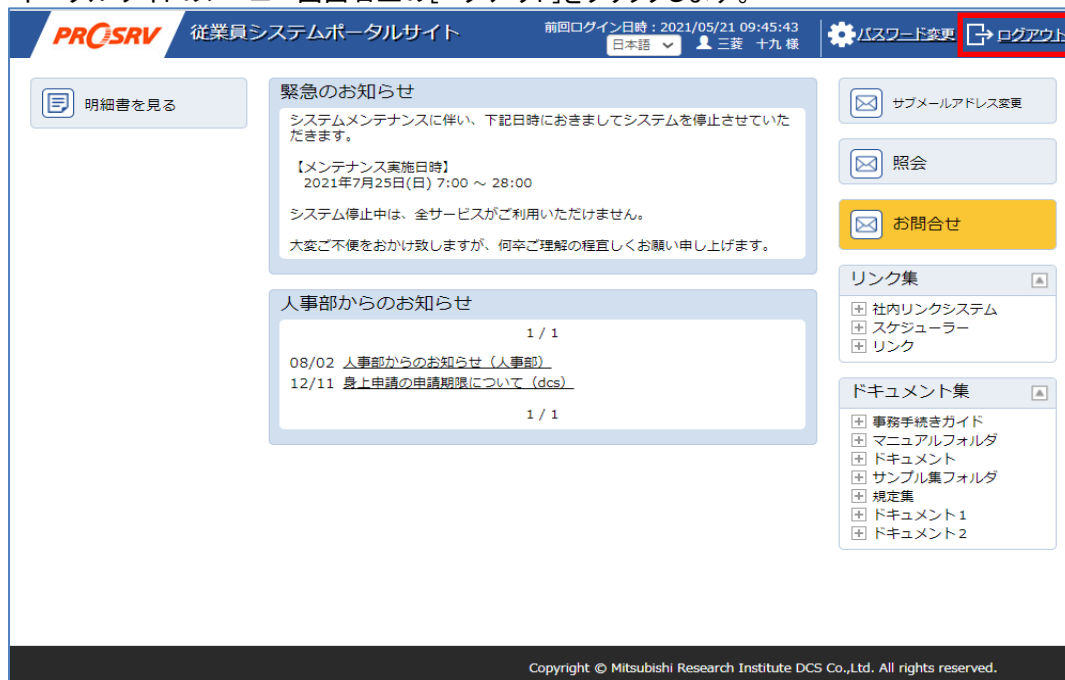 PROSRV
従業員システムポータルサイト
前回ログイン日時：2021/05/21 09:45:43
日本語
三菱　十九 様
パスワード変更
ログアウト
明細書を見る
緊急のお知らせ
システムメンテナンスに伴い、下記日時におきましてシステムを停止させていた
だきます。
【メンテナンス実施日時】
2021年7月25日(日) 7:00 ～ 28:00
システム停止中は、全サービスがご利用いただけません。
大変ご不便をおかけ致しますが、何卒ご理解の程宜しくお願い申し上げます。
人事部からのお知らせ
1 / 1
08/02 人事部からのお知らせ（人事部）
12/11 身上申請の申請期限について（dcs）
1 / 1
サブメールアドレス変更
照会
お問合せ
リンク集
社内リンクシステム
スケジューラー
リンク
ドキュメント集
事務手続きガイド
マニュアルフォルダ
ドキュメント
サンプル集フォルダ
規定集
ドキュメント1
ドキュメント2
Copyright © Mitsubishi Research Institute DCS Co.,Ltd. All rights reserved.